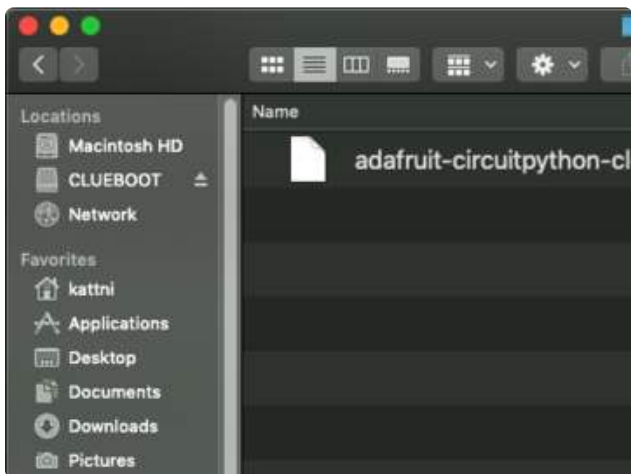 Locations
Macintosh HD
CLUEBOOT
Network
Favorites
kattni
Applications
Desktop
Documents
Downloads
Pictures
Name
adafruit-circuitpython-cl